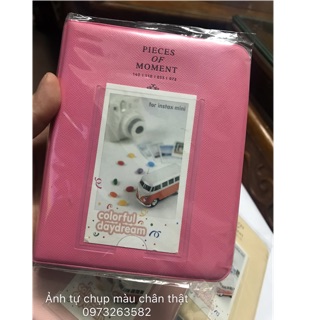 PIECES
OF
MOMENT
for instax mini
colorful
daydream
Ảnh tự chụp màu chân thật
0973263582